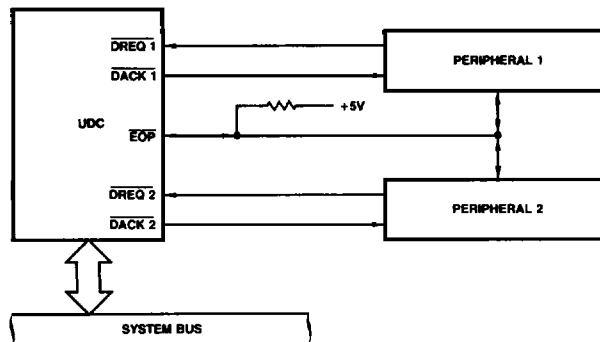 DREQ 1
DACK 1
UDC
EOP
DREQ 2
DACK 2
+5V
PERIPHERAL 1
PERIPHERAL 2
SYSTEM BUS